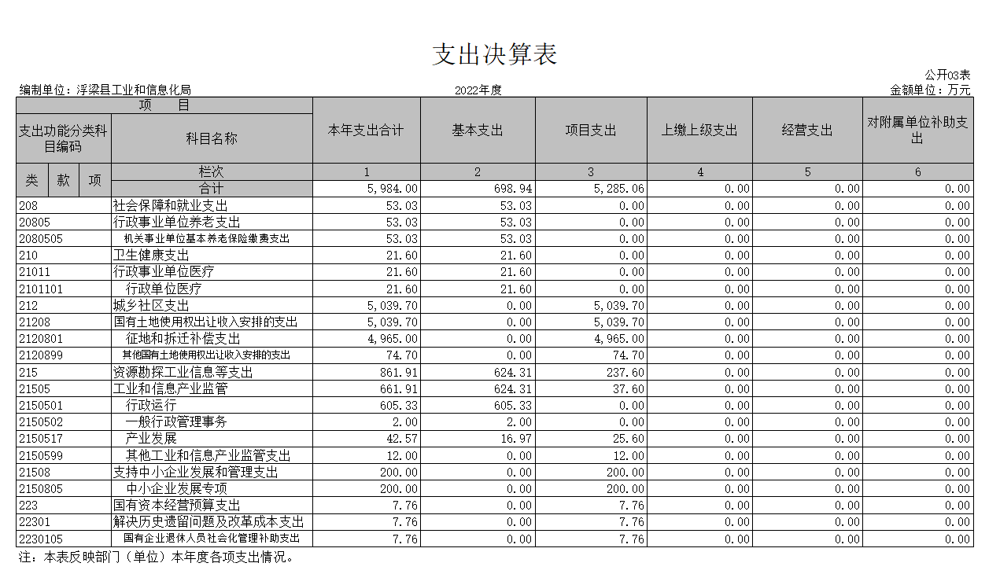 支出决算表
公开03表
编制单位：浮梁县工业和信息化局 2022年度 金额单位：万元
项 目 本年支出合计 基本支出 项目支出 上缴上级支出 经营支出 对附属单位补助支出
支出功能分类科目编码 科目名称
类 款 项 栏次 1 2 3 4 5 6
合计 5,984.00 698.94 5,285.06 0.00 0.00 0.00
208 社会保障和就业支出 53.03 53.03 0.00 0.00 0.00 0.00
20805 行政事业单位养老支出 53.03 53.03 0.00 0.00 0.00 0.00
2080505 机关事业单位基本养老保险缴费支出 53.03 53.03 0.00 0.00 0.00 0.00
210 卫生健康支出 21.60 21.60 0.00 0.00 0.00 0.00
21011 行政事业单位医疗 21.60 21.60 0.00 0.00 0.00 0.00
2101101 行政单位医疗 21.60 21.60 0.00 0.00 0.00 0.00
212 城乡社区支出 5,039.70 0.00 5,039.70 0.00 0.00 0.00
21208 国有土地使用权出让收入安排的支出 5,039.70 0.00 5,039.70 0.00 0.00 0.00
2120801 征地和拆迁补偿支出 4,965.00 0.00 4,965.00 0.00 0.00 0.00
2120899 其他国有土地使用权出让收入安排的支出 74.70 0.00 74.70 0.00 0.00 0.00
215 资源勘探工业信息等支出 861.91 624.31 237.60 0.00 0.00 0.00
21505 工业和信息产业监管 661.91 624.31 37.60 0.00 0.00 0.00
2150501 行政运行 605.33 605.33 0.00 0.00 0.00 0.00
2150502 一般行政管理事务 2.00 2.00 0.00 0.00 0.00 0.00
2150517 产业发展 42.57 16.97 25.60 0.00 0.00 0.00
2150599 其他工业和信息产业监管支出 12.00 0.00 12.00 0.00 0.00 0.00
21508 支持中小企业发展和管理支出 200.00 0.00 200.00 0.00 0.00 0.00
2150805 中小企业发展专项 200.00 0.00 200.00 0.00 0.00 0.00
223 国有资本经营预算支出 7.76 0.00 7.76 0.00 0.00 0.00
22301 解决历史遗留问题及改革成本支出 7.76 0.00 7.76 0.00 0.00 0.00
2230105 国有企业退休人员社会化管理补助支出 7.76 0.00 7.76 0.00 0.00 0.00
注：本表反映部门（单位）本年度各项支出情况。